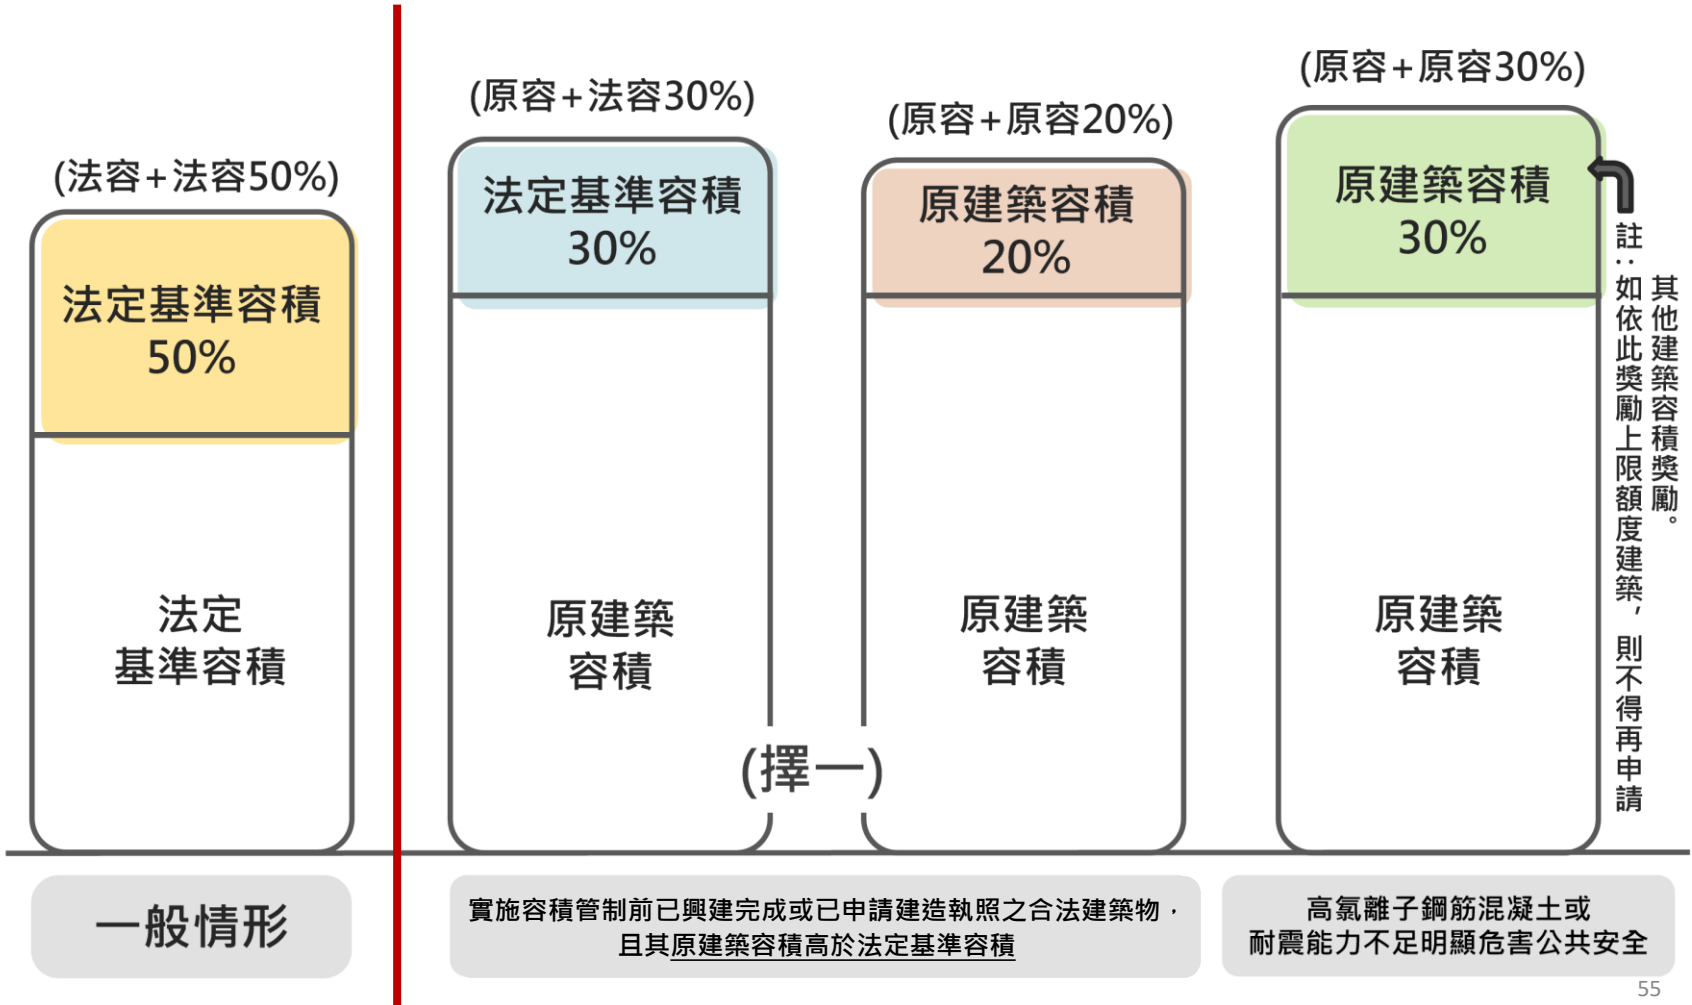 (法容+法容50%)
法定基準容積
50%
法定
基準容積
一般情形
(原容+法容30%)
法定基準容積
30%
原建築
容積
(擇一)
(原容+原容20%)
原建築容積
20%
原建築
容積
實施容積管制前已興建完成或已申請建造執照之合法建築物，
且其原建築容積高於法定基準容積
(原容+原容30%)
原建築容積
30%
原建築
容積
註：如依此獎勵上限額度建築，則不得再申請
其他建築容積獎勵。
高氯離子鋼筋混凝土或
耐震能力不足明顯危害公共安全
55